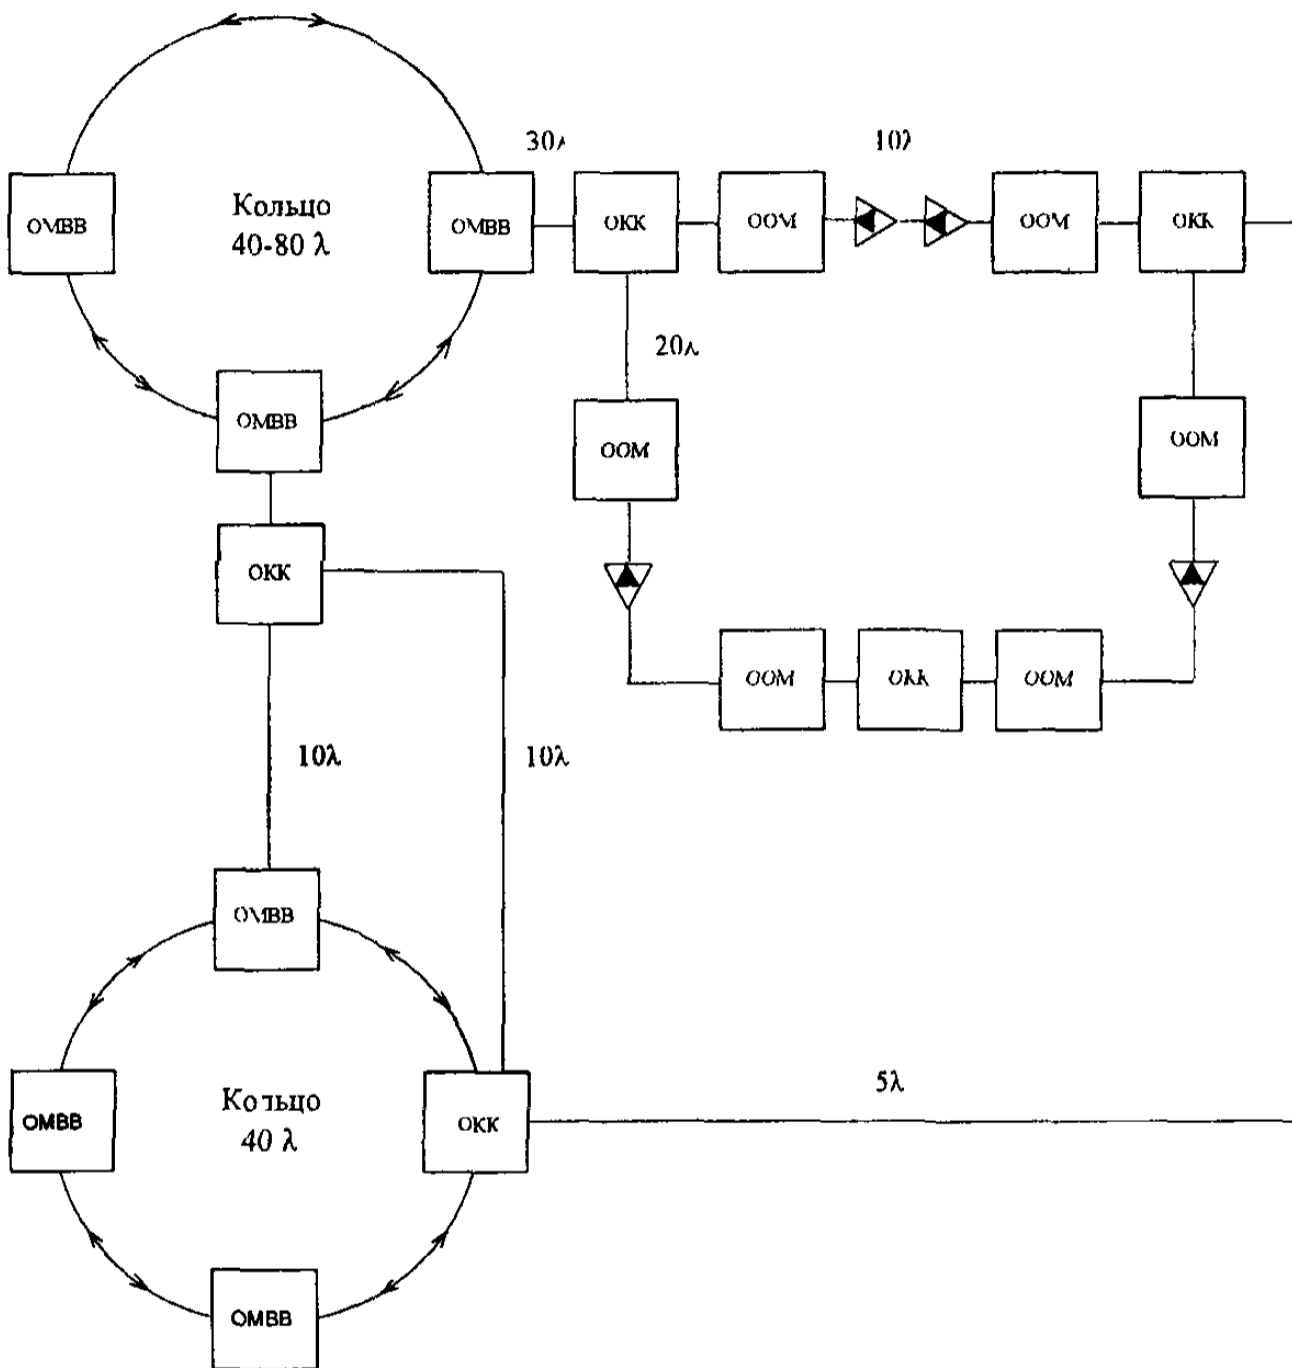 30λ
10λ
ОМВВ
Кольцо
40-80 λ
ОМВВ
ОКК
ООМ
ООМ
ОКК
20λ
ОМВВ
ООМ
ООМ
ОКК
ООМ
ОКК
ООМ
10λ
10λ
ОМВВ
ОМВВ
Кольцо
40 λ
ОКК
5λ
ОМВВ